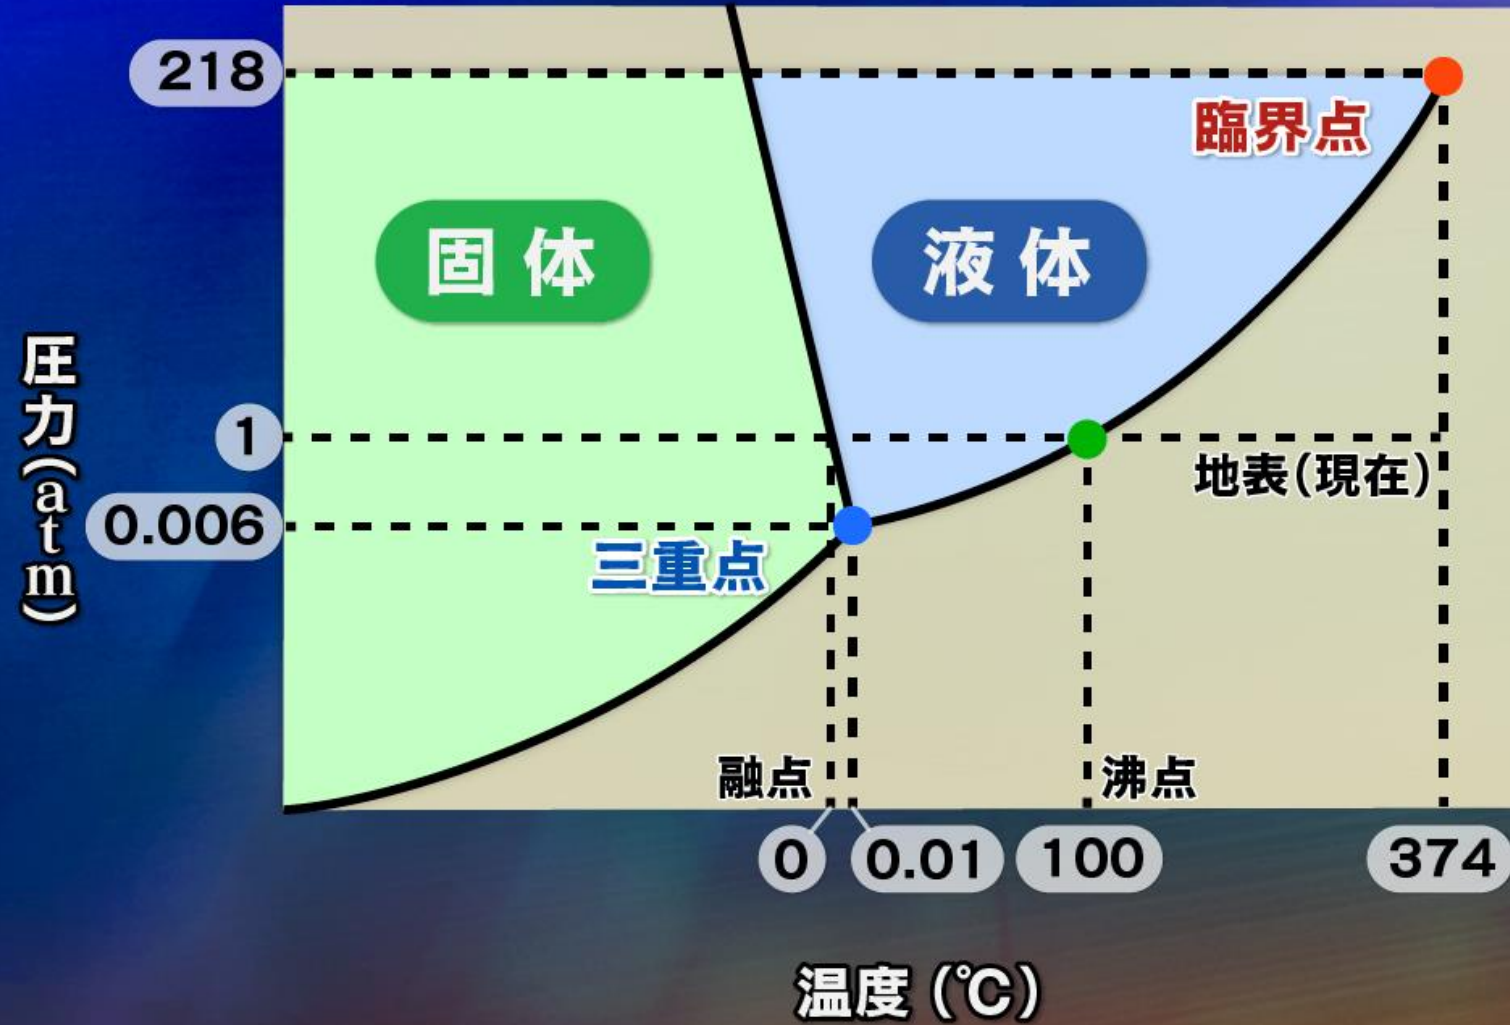 218
臨界点
固体
液体
圧力(atm)
1
地表(現在)
0.006
三重点
融点
沸点
0
0.01
100
374
温度(℃)